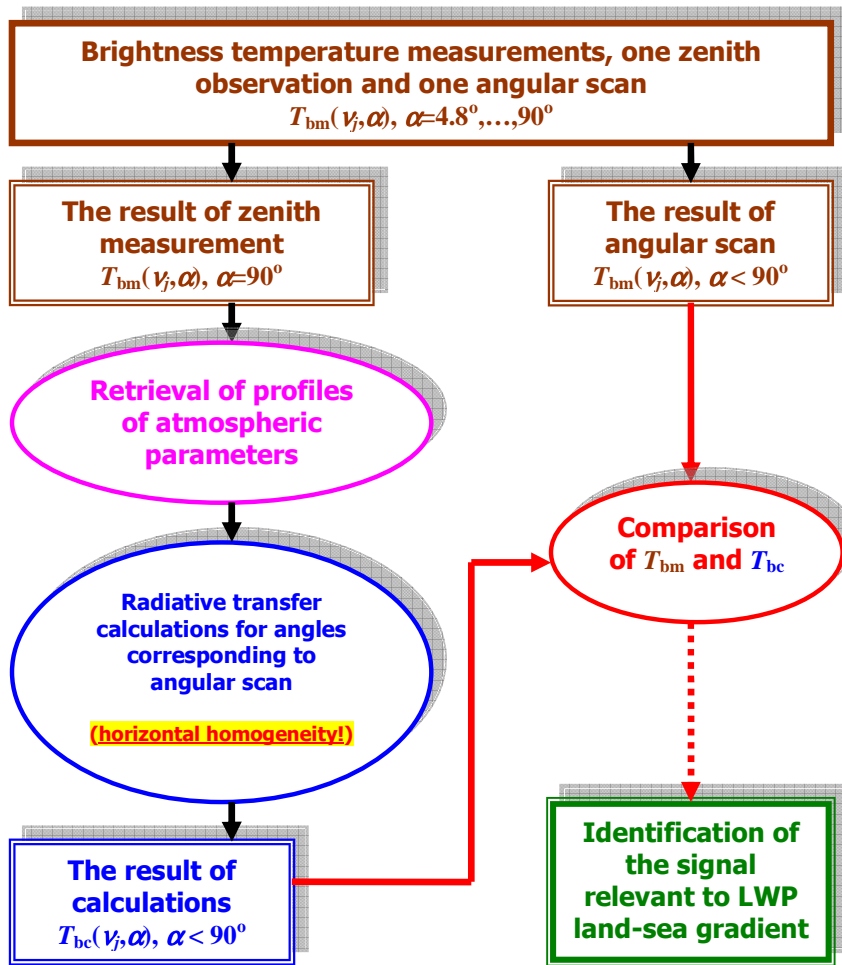 Brightness temperature measurements, one zenith
observation and one angular scan
Tbm(νj,α), α=4.8°,…,90°
The result of zenith
measurement
Tbm(νj,α), α=90°
The result of
angular scan
Tbm(νj,α), α < 90°
Retrieval of profiles
of atmospheric
parameters
Comparison
of Tbm and Tbc
Radiative transfer
calculations for angles
corresponding to
angular scan
(horizontal homogeneity!)
The result of
calculations
Tbc(νj,α), α < 90°
Identification of
the signal
relevant to LWP
land-sea gradient